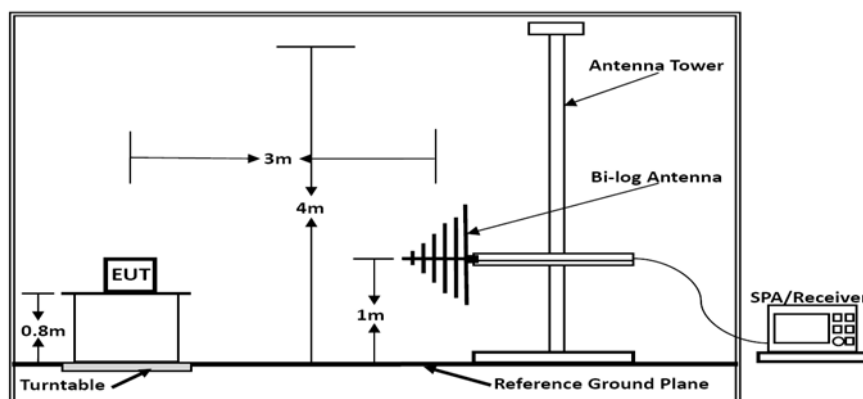 Antenna Tower
3m
Bi-log Antenna
4m
EUT
SPA/Receiver
0.8m
1m
Turntable
Reference Ground Plane